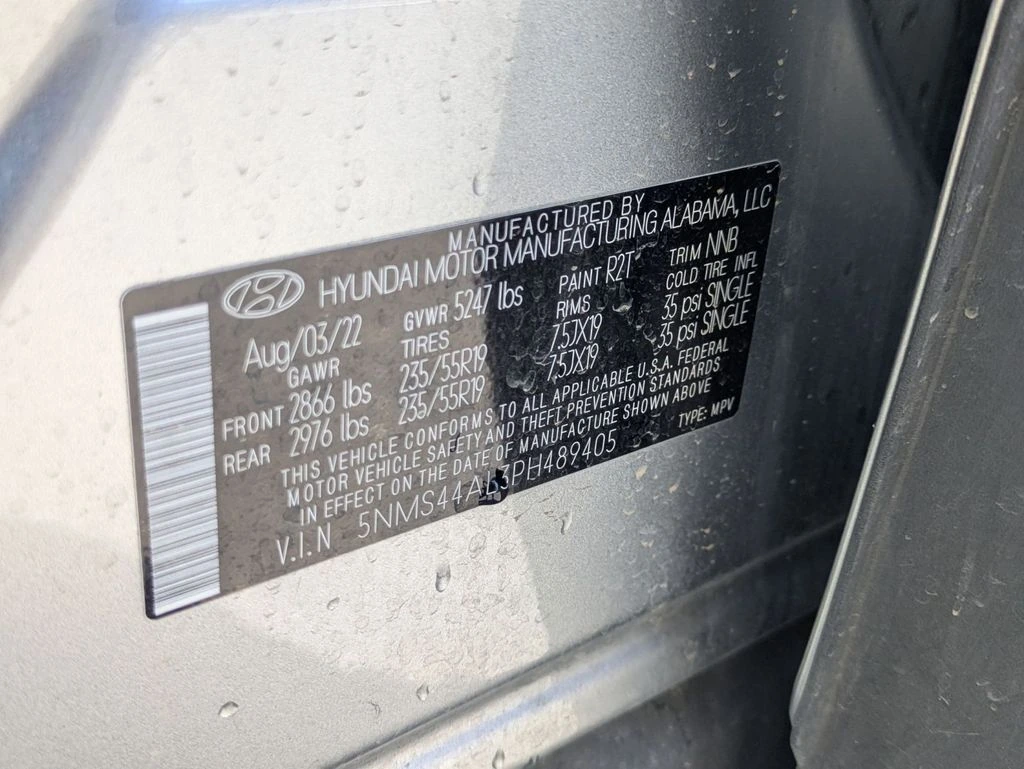 MANUFACTURED BY
HYUNDAI MOTOR MANUFACTURING ALABAMA, LLC
Aug/03/22 GVWR 5247 lbs PAINT R2T TRIM NNB
GAWR TIRES RIMS COLD TIRE INFL
FRONT 2866 lbs 235/55R19 7.5JX19 35 psi SINGLE
REAR 2976 lbs 235/55R19 7.5JX19 35 psi SINGLE
THIS VEHICLE CONFORMS TO ALL APPLICABLE U.S.A. FEDERAL
MOTOR VEHICLE SAFETY AND THEFT PREVENTION STANDARDS
IN EFFECT ON THE DATE OF MANUFACTURE SHOWN ABOVE
V.I.N TYPE: MPV